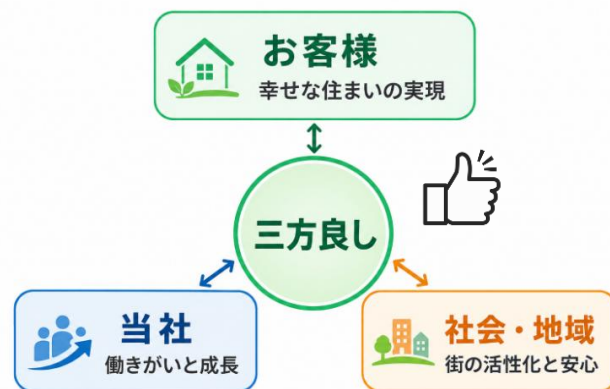 お客様
幸せな住まいの実現
三方良し
当社
働きがいと成長
社会・地域
街の活性化と安心